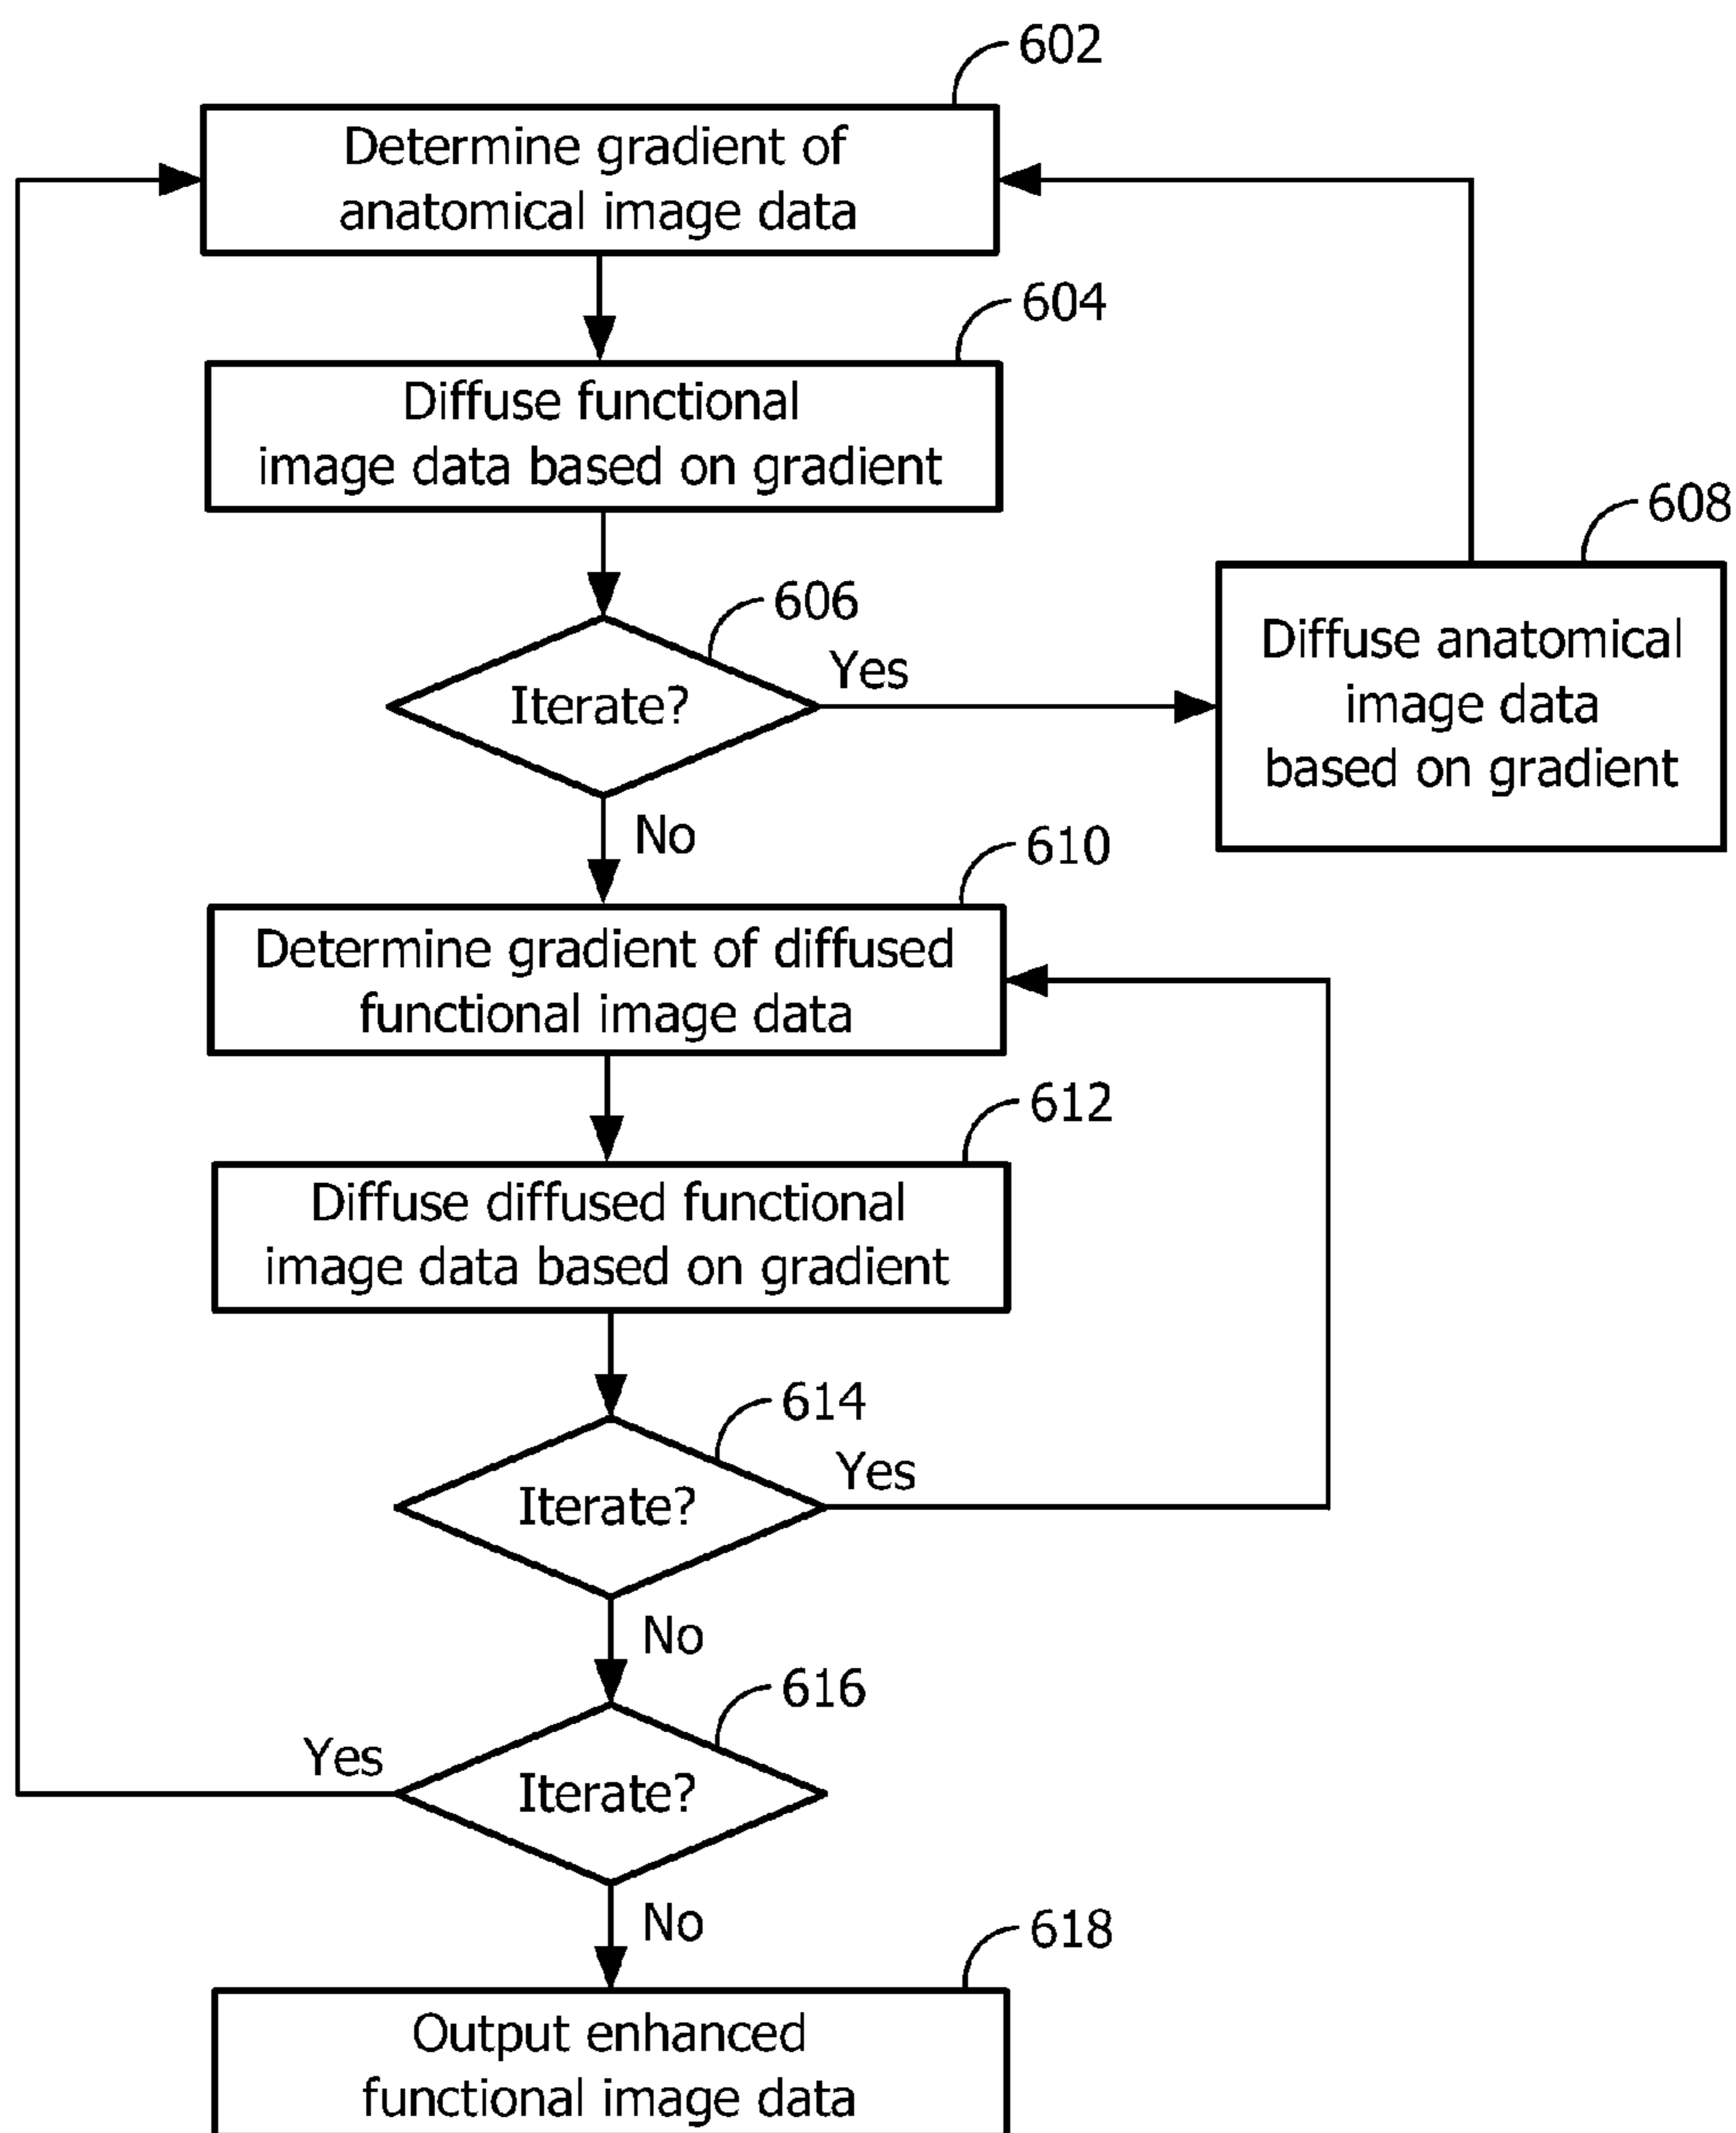 602
Determine gradient of
anatomical image data
604
Diffuse functional
image data based on gradient
608
606
Yes
Iterate?
Diffuse anatomical
image data
based on gradient
No
610
Determine gradient of diffused
functional image data
612
Diffuse diffused functional
image data based on gradient
614
Yes
Iterate?
No
616
Yes
Iterate?
No
618
Output enhanced
functional image data